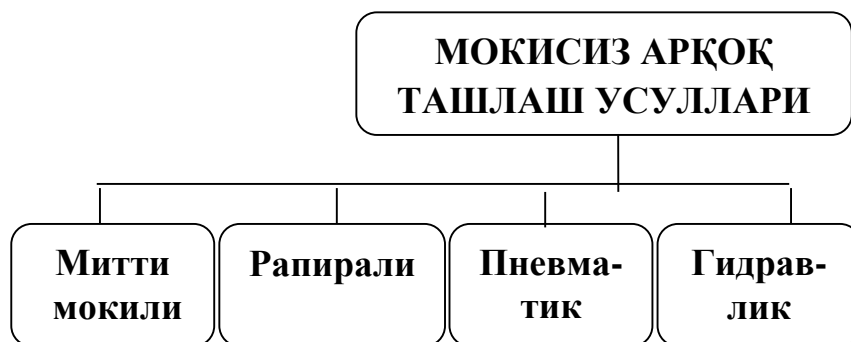 МОКИСИЗ АРҚОҚ
ТАШЛАШ УСУЛЛАРИ
Митти
мокили
Рапирали
Пневма-
тик
Гидрав-
лик